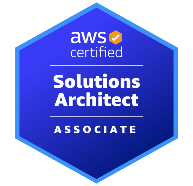 aws
certified
Solutions
Architect
ASSOCIATE